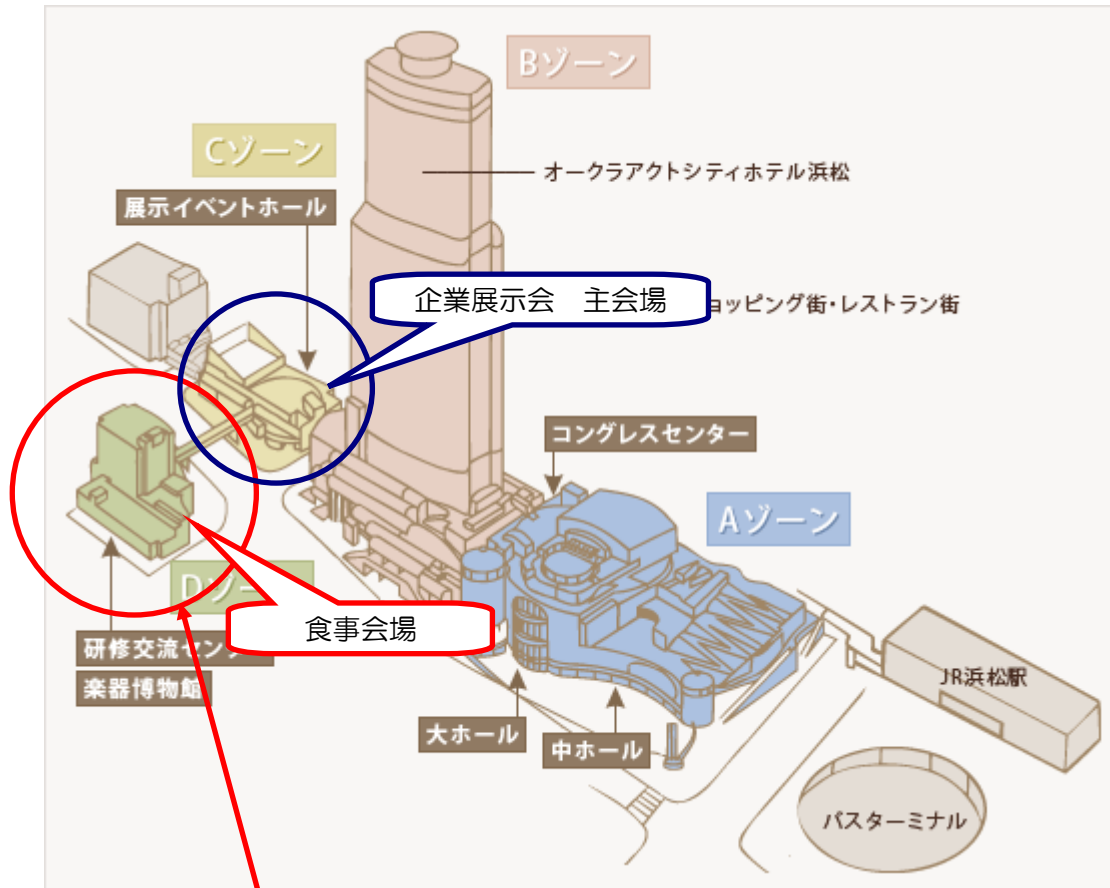 Bゾーン
Cゾーン
オークラアクトシティホテル浜松
展示イベントホール
企業展示会　主会場
ョッピング街・レストラン街
コングレスセンター
Aゾーン
Dゾー
食事会場
研修交流セン
楽器博物館
JR浜松駅
大ホール
中ホール
バスターミナル